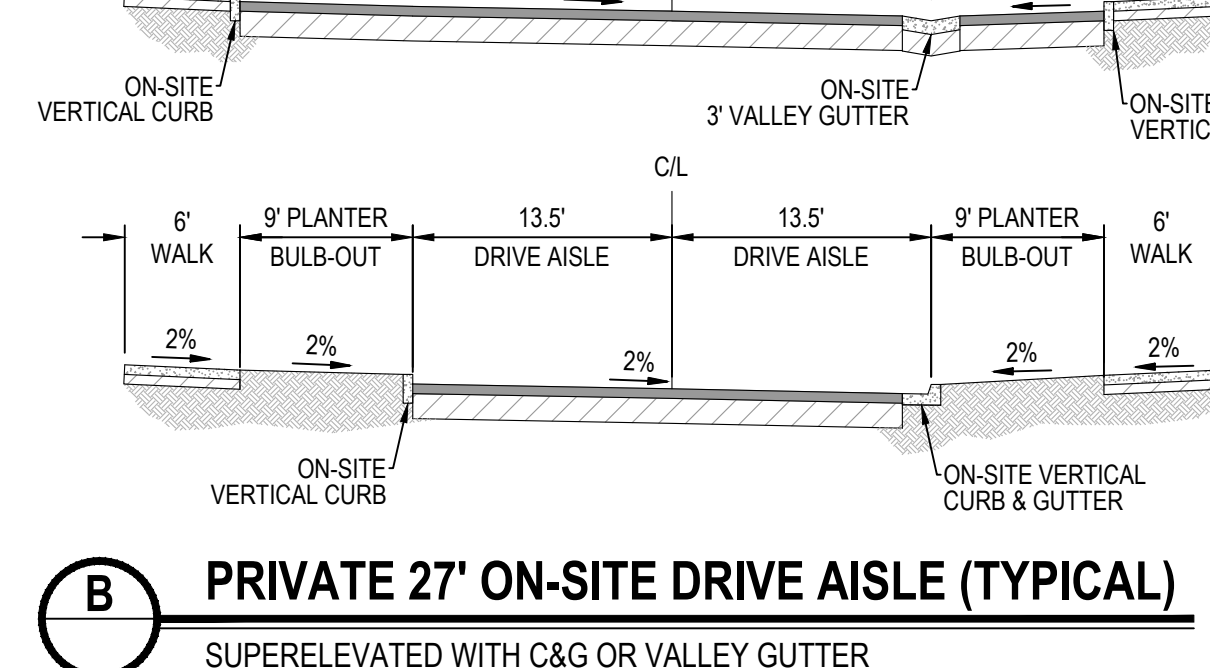 ON-SITE
VERTICAL CURB
ON-SITE
3' VALLEY GUTTER
ON-SITE
C/L
6'
WALK
9' PLANTER
BULB-OUT
13.5'
DRIVE AISLE
13.5'
DRIVE AISLE
9' PLANTER
BULB-OUT
6'
WALK
2%
2%
2%
2%
2%
ON-SITE
VERTICAL CURB
ON-SITE VERTICAL
CURB & GUTTER
B
PRIVATE 27' ON-SITE DRIVE AISLE (TYPICAL)
SUPERELEVATED WITH C&G OR VALLEY GUTTER